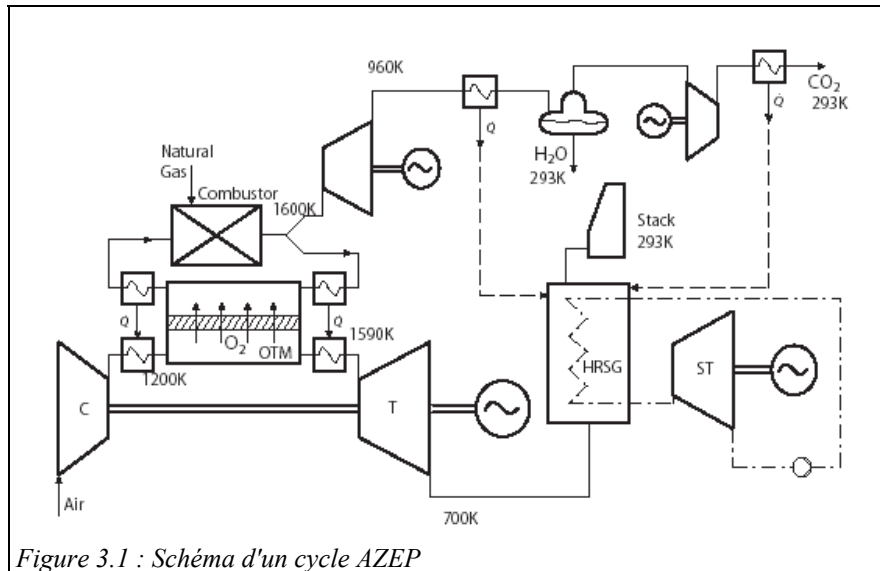 960K
Q
CO2
293K
Q
H2O
293K
Natural
Gas
Combustor
1600K
Stack
293K
Q
Q
O2
OTM
1590K
1200K
HRSG
ST
C
T
Air
700K
Figure 3.1 : Schéma d'un cycle AZEP